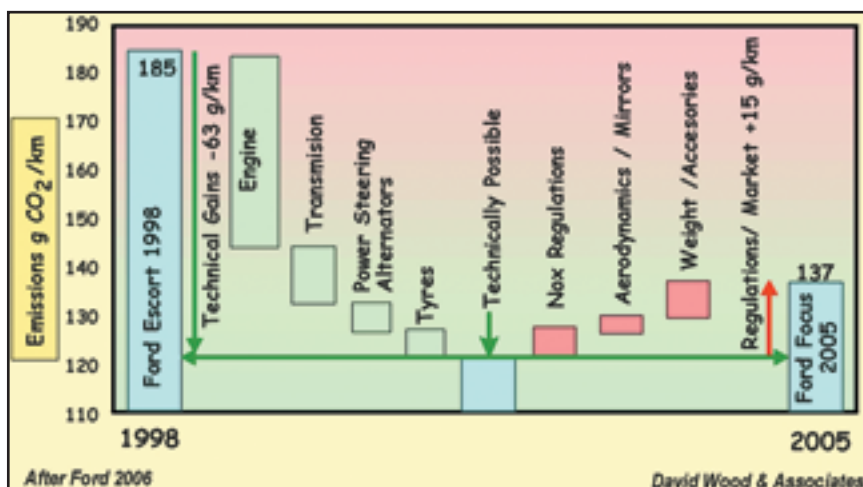 190
180
170
160
150
140
130
120
110
Emissions g CO2/km
185
Ford Escort 1998
Technical Gains -63 g/km
Engine
Transmision
Power Steering
Alternators
Tyres
Technically Possible
Nox Regulations
Aerodynamics / Mirrors
Weight /Accesories
Regulations/ Market +15 g/km
137
Ford Focus
2005
1998
2005
After Ford 2006
David Wood & Associates